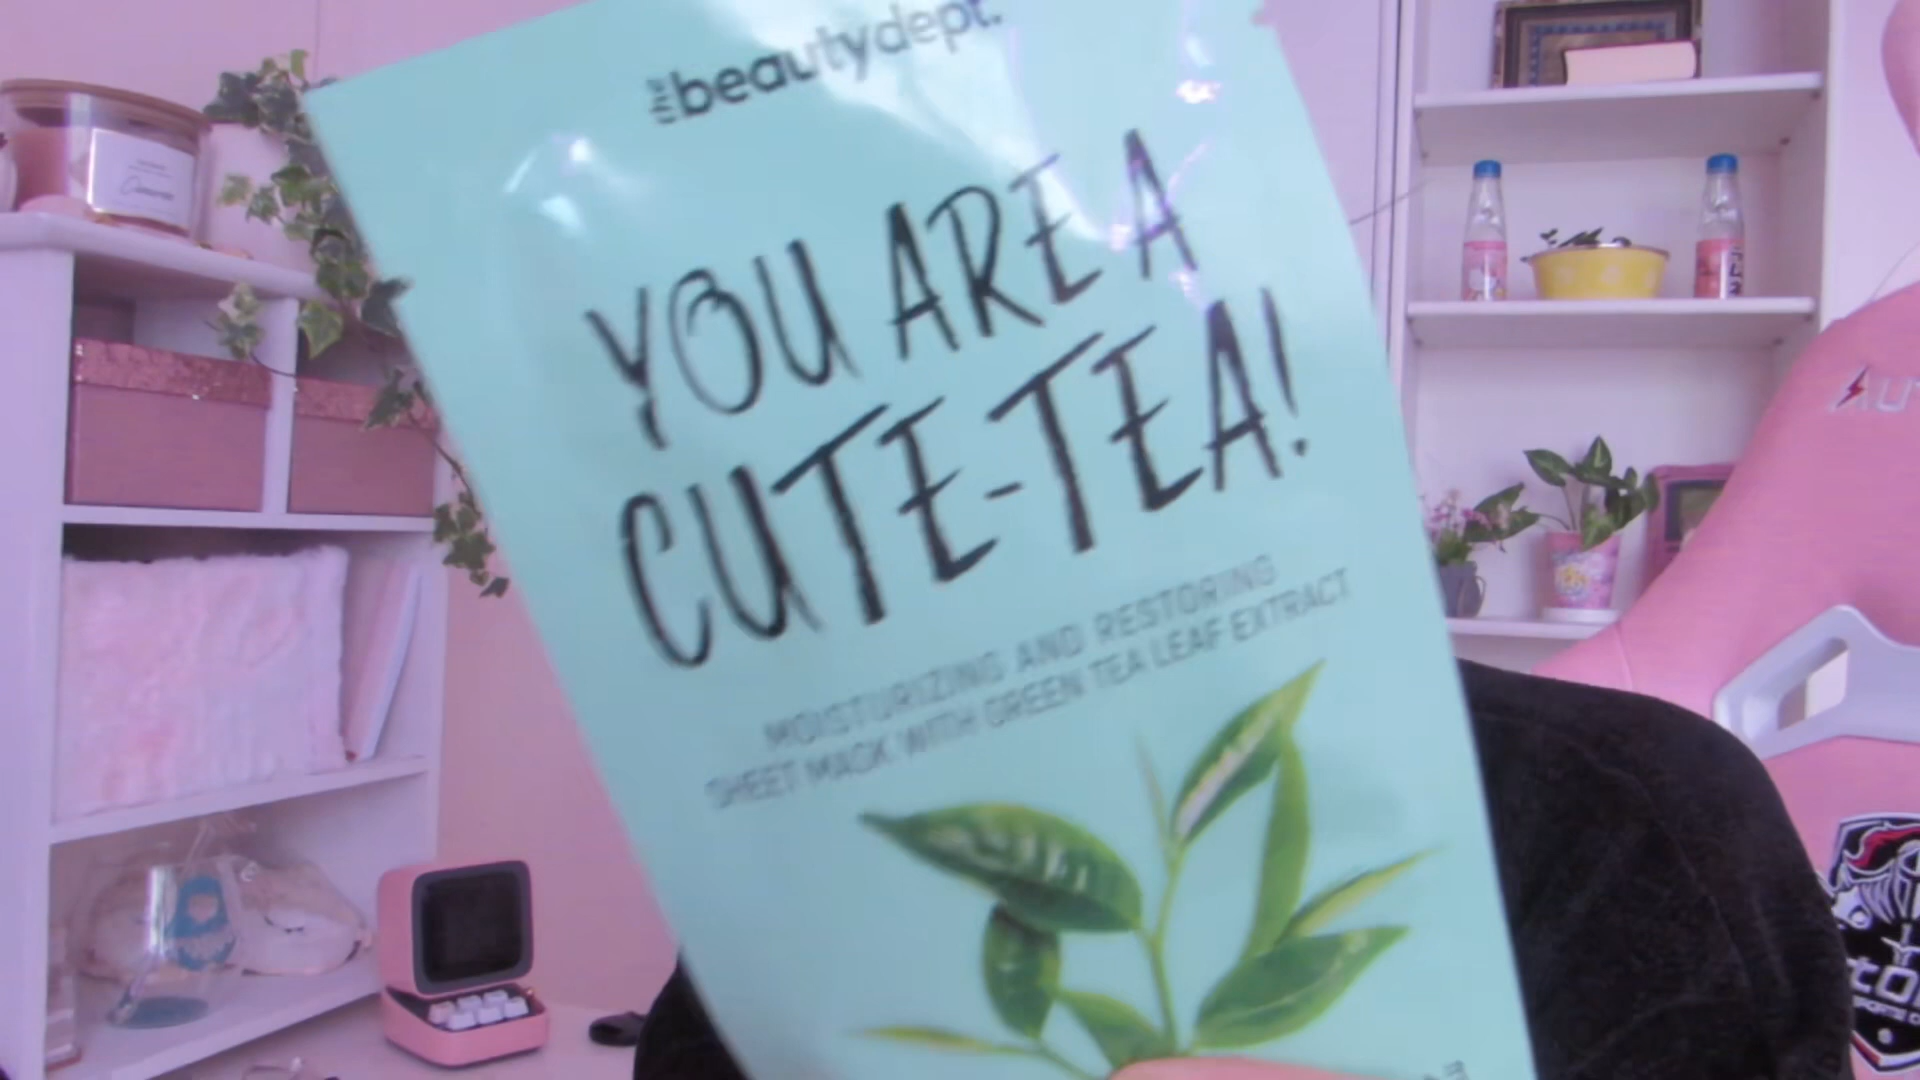 THE beautydept.
YOU ARE A
CUTE-TEA!
MOISTURIZING AND RESTORING
SHEET MASK WITH GREEN TEA LEAF EXTRACT